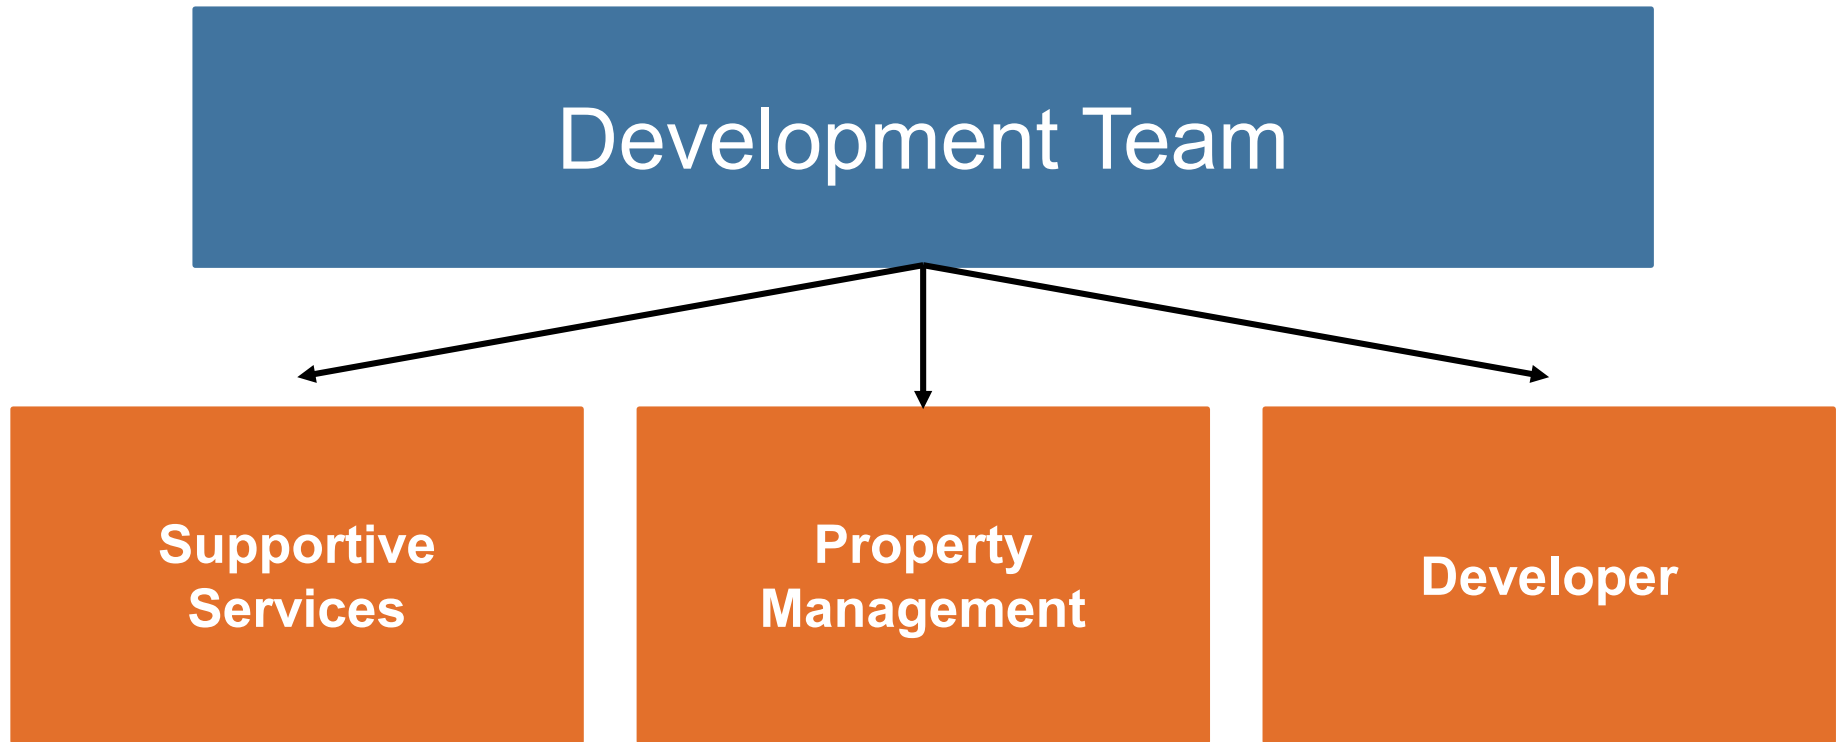 Development Team
Supportive
Services
Property
Management
Developer